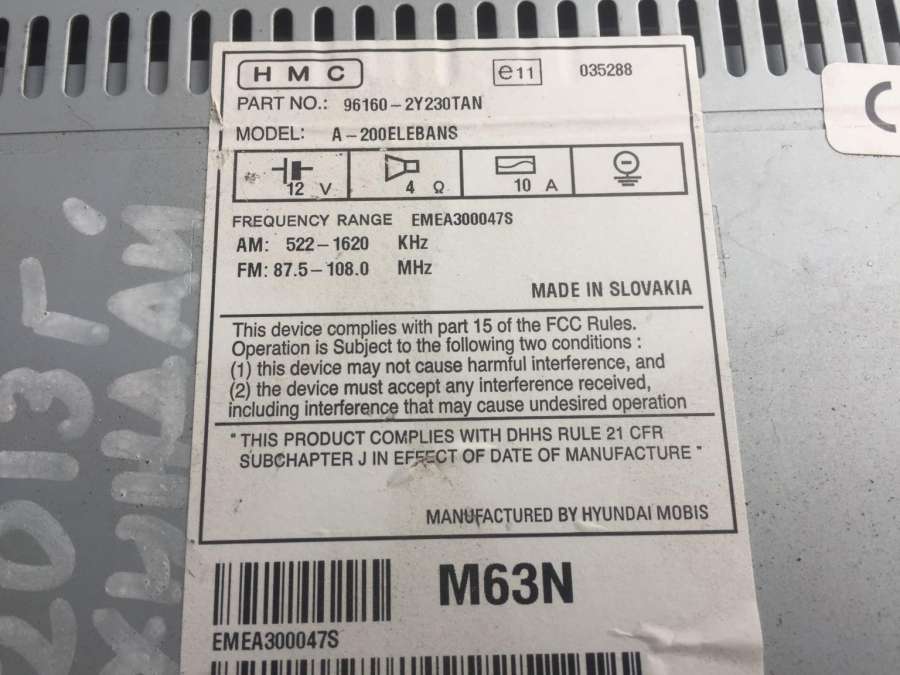 HMC e11 035288
PART NO.: 96160-2Y230TAN
MODEL: A-200ELEBANS
12 V 4 Ω 10 A
FREQUENCY RANGE EMEA300047S
AM: 522-1620 KHz
FM: 87.5-108.0 MHz
MADE IN SLOVAKIA
This device complies with part 15 of the FCC Rules.
Operation is Subject to the following two conditions :
(1) this device may not cause harmful interference, and
(2) the device must accept any interference received,
including interference that may cause undesired operation
"THIS PRODUCT COMPLIES WITH DHHS RULE 21 CFR
SUBCHAPTER J IN EFFECT OF DATE OF MANUFACTURE"
MANUFACTURED BY HYUNDAI MOBIS
M63N
EMEA300047S
2013г.